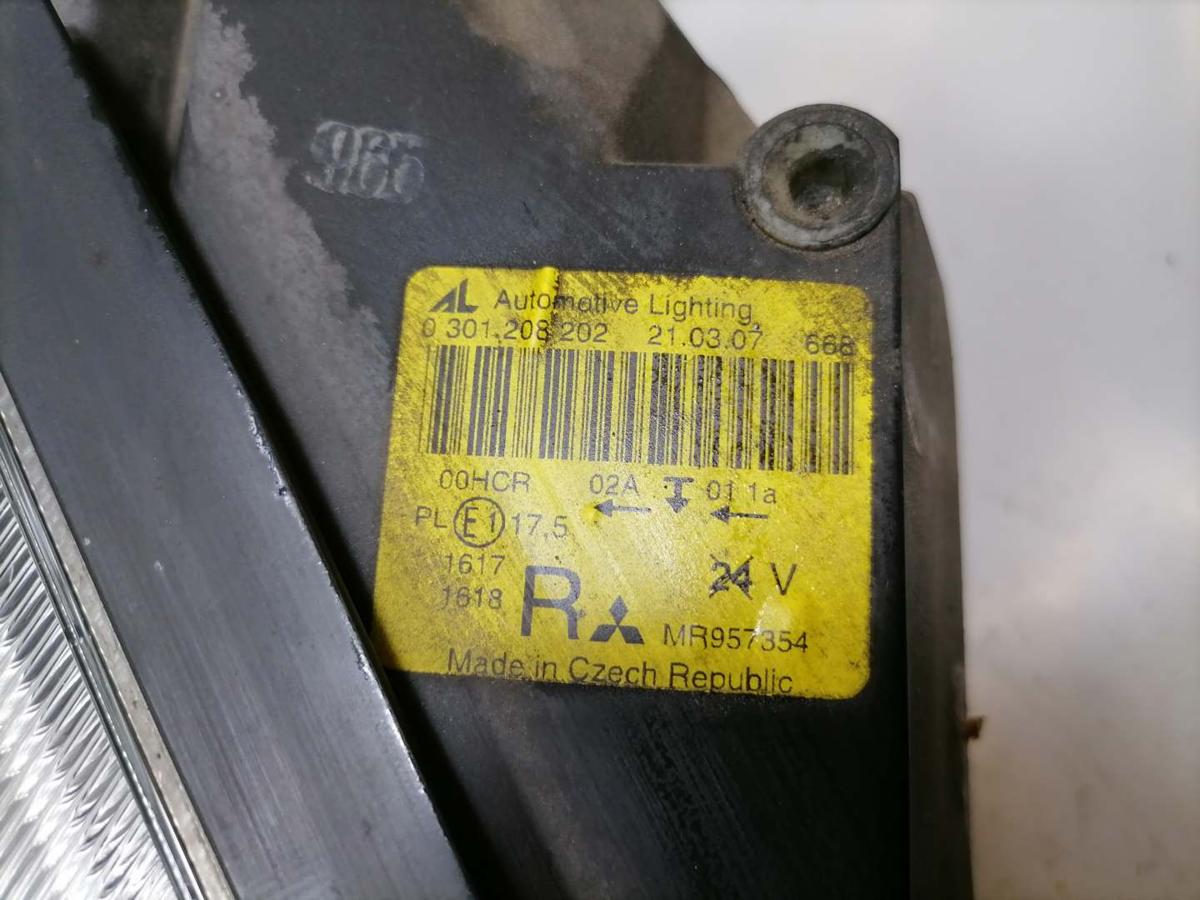 AL Automotive Lighting
0 301.208 202 21.03.07 668
00HCR 02A 01 1a
PL E1 17,5
1617
1618 R 24 V
MR957354
Made in Czech Republic